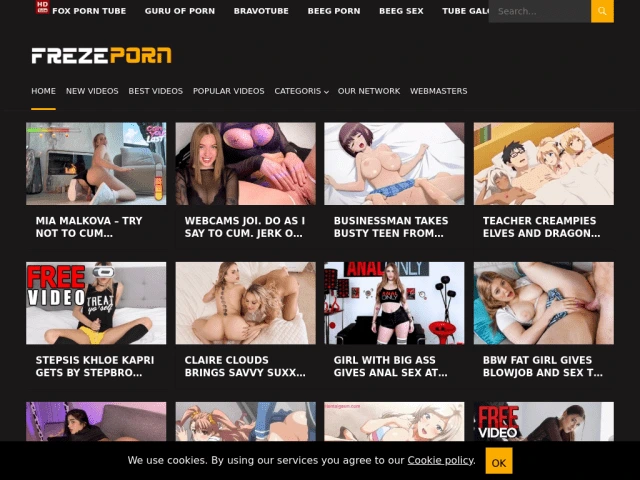 HD
FOX PORN TUBE GURU OF PORN BRAVOTUBE BEEG PORN BEEG SEX TUBE GALO Search...
FREZEPORN
HOME NEW VIDEOS BEST VIDEOS POPULAR VIDEOS CATEGORIS OUR NETWORK WEBMASTERS
MIA MALKOVA – TRY
NOT TO CUM...
WEBCAMS JOI. DO AS I
SAY TO CUM. JERK O...
BUSINESSMAN TAKES
BUSTY TEEN FROM...
TEACHER CREAMPIES
ELVES AND DRAGON...
FREE
VIDEO
TREAT
ANAL ONLY
STEPSIS KHLOE KAPRI
GETS BY STEPBRO...
CLAIRE CLOUDS
BRINGS SAVVY SUXX...
GIRL WITH BIG ASS
GIVES ANAL SEX AT...
BBW FAT GIRL GIVES
BLOWJOB AND SEX T...
FREE
VIDEO
We use cookies. By using our services you agree to our Cookie policy. OK